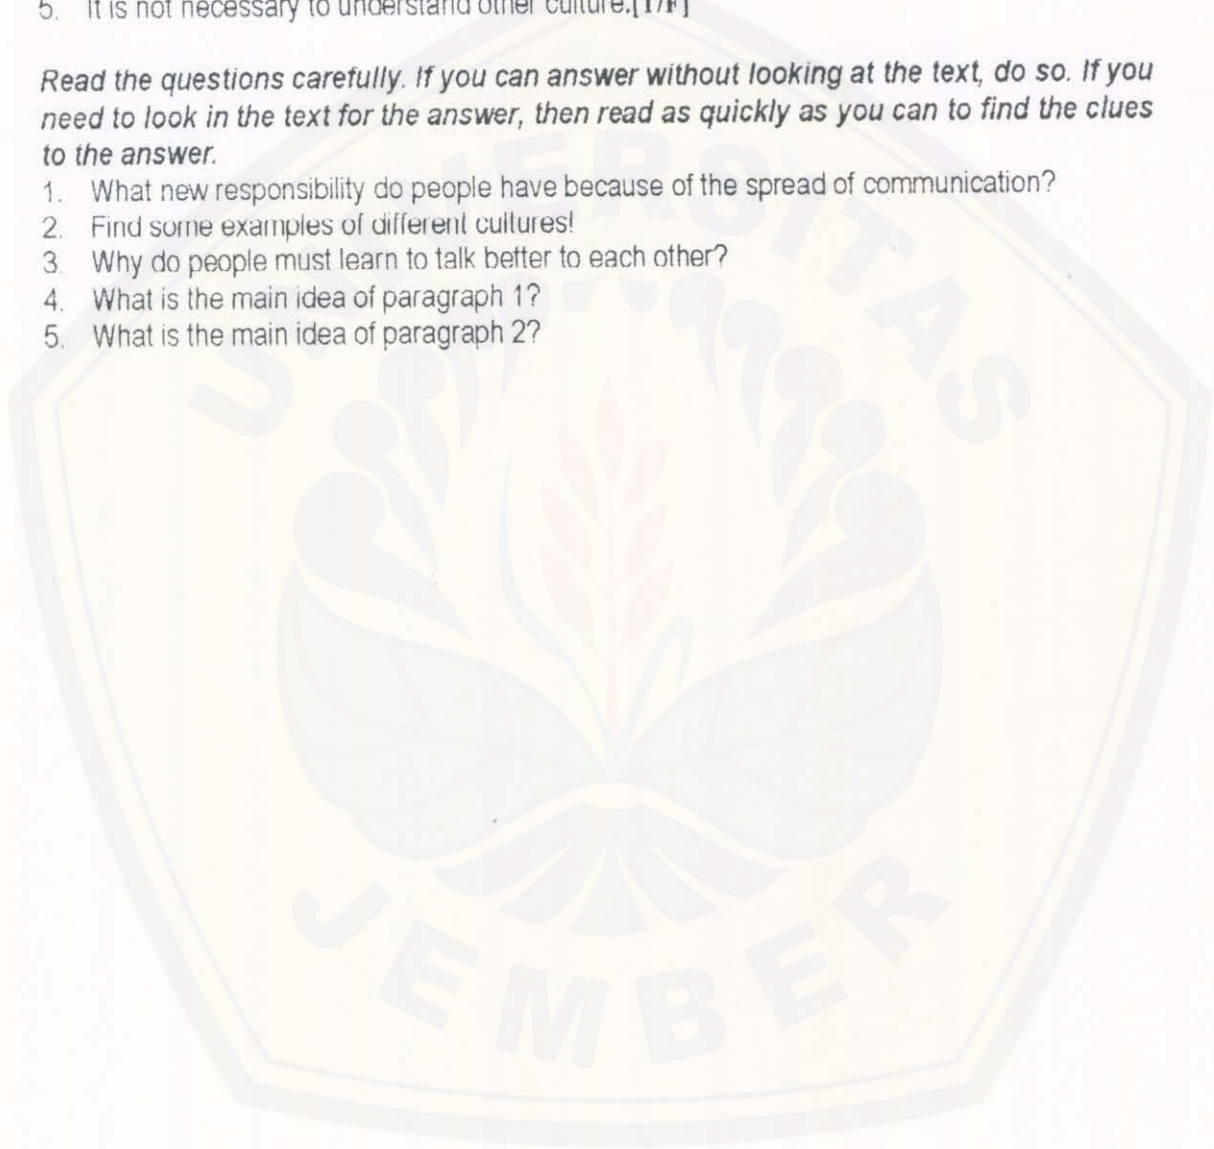 5. It is not necessary to understand other culture.[T/F]
Read the questions carefully. If you can answer without looking at the text, do so. If you
need to look in the text for the answer, then read as quickly as you can to find the clues
to the answer.
1. What new responsibility do people have because of the spread of communication?
2. Find some examples of different cultures!
3. Why do people must learn to talk better to each other?
4. What is the main idea of paragraph 1?
5. What is the main idea of paragraph 2?
UNIVERSITAS
JEMBER